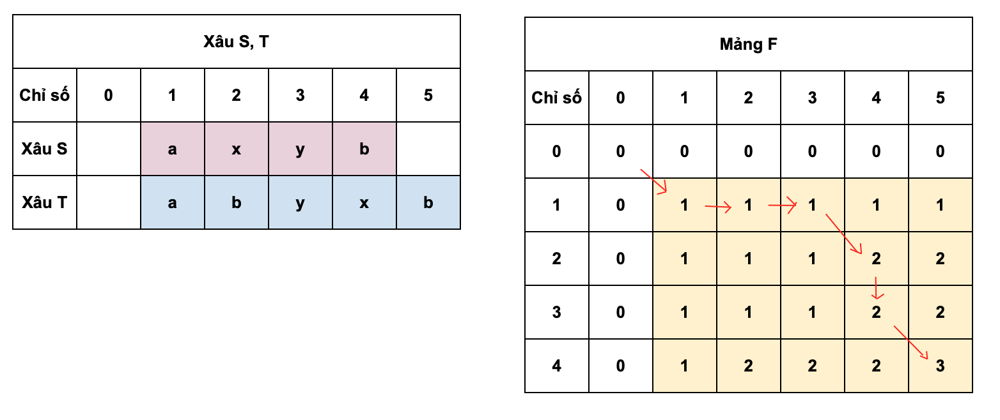 Xâu S, T
Chỉ số 0 1 2 3 4 5
Xâu S a x y b
Xâu T a b y x b
Mảng F
Chỉ số 0 1 2 3 4 5
0 0 0 0 0 0 0
1 0 1 1 1 1 1
2 0 1 1 1 2 2
3 0 1 1 1 2 2
4 0 1 2 2 2 3